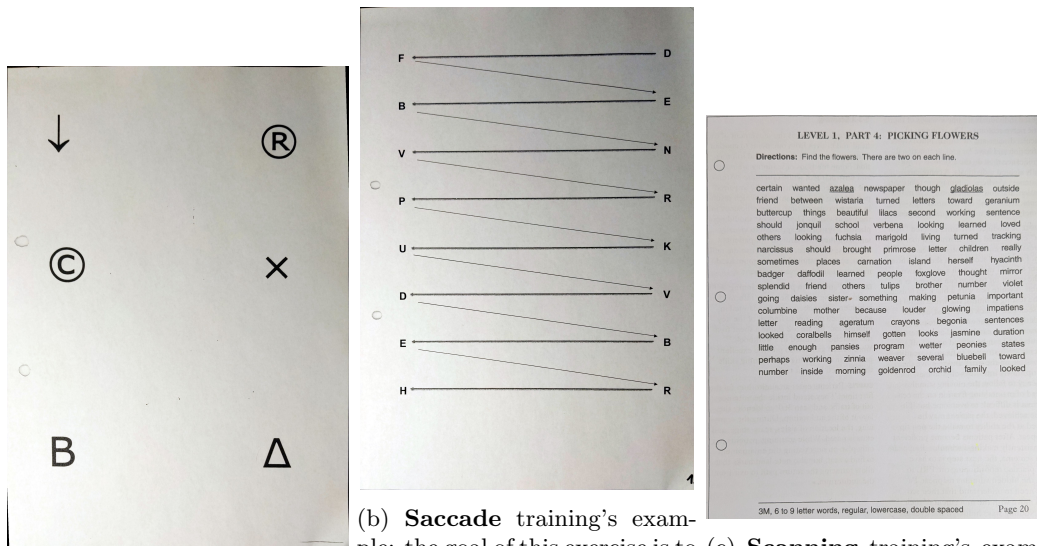 ↓ ®
© ×
B Δ
F D
B E
V N
P R
U K
D V
E B
H R
1
(b) Saccade training's exam-
ple: the goal of this exercise is to
LEVEL 1, PART 4: PICKING FLOWERS
Directions: Find the flowers. There are two on each line.
certain wanted azalea newspaper though gladiolas outside
friend between wistaria turned letters toward geranium
buttercup things beautiful lilacs second working sentence
should jonquil school verbena looking learned loved
others looking fuchsia marigold living turned tracking
narcissus should brought primrose letter children really
sometimes places carnation island herself hyacinth
badger daffodil learned people foxglove thought mirror
splendid friend others tulips brother number violet
going daisies sister something making petunia important
columbine mother because louder glowing impatiens
letter reading ageratum crayons begonia sentences
looked coralbells himself gotten looks jasmine duration
little enough pansies program wetter peonies states
perhaps working zinnia weaver several bluebell toward
number inside morning goldenrod orchid family looked
3M, 6 to 9 letter words, regular, lowercase, double spaced Page 20
(c) Scanning training's exam-